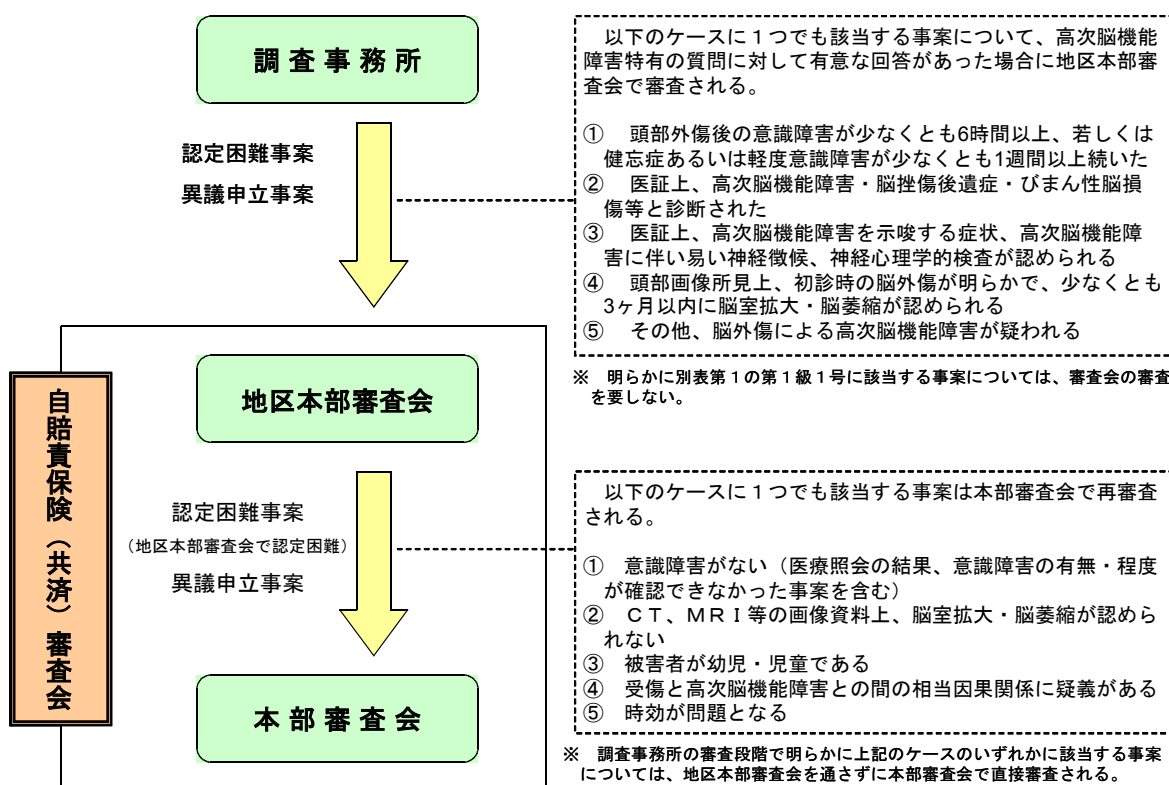 調査事務所
認定困難事案
異議申立事案
以下のケースに１つでも該当する事案について、高次脳機能
障害特有の質問に対して有意な回答があった場合に地区本部審
査会で審査される。
①　頭部外傷後の意識障害が少なくとも6時間以上、若しくは
健忘症あるいは軽度意識障害が少なくとも1週間以上続いた
②　医証上、高次脳機能障害・脳挫傷後遺症・びまん性脳損
傷等と診断された
③　医証上、高次脳機能障害を示唆する症状、高次脳機能障
害に伴い易い神経徴候、神経心理学的検査が認められる
④　頭部画像所見上、初診時の脳外傷が明らかで、少なくとも
3ヶ月以内に脳室拡大・脳萎縮が認められる
⑤　その他、脳外傷による高次脳機能障害が疑われる
※　明らかに別表第１の第１級１号に該当する事案については、審査会の審査
を要しない。
自賠責保険（共済）審査会
地区本部審査会
認定困難事案
（地区本部審査会で認定困難）
異議申立事案
以下のケースに１つでも該当する事案は本部審査会で再審査
される。
①　意識障害がない（医療照会の結果、意識障害の有無・程度
が確認できなかった事案を含む）
②　ＣＴ、ＭＲＩ等の画像資料上、脳室拡大・脳萎縮が認めら
れない
③　被害者が幼児・児童である
④　受傷と高次脳機能障害との間の相当因果関係に疑義がある
⑤　時効が問題となる
本部審査会
※　調査事務所の審査段階で明らかに上記のケースのいずれかに該当する事案
については、地区本部審査会を通さずに本部審査会で直接審査される。